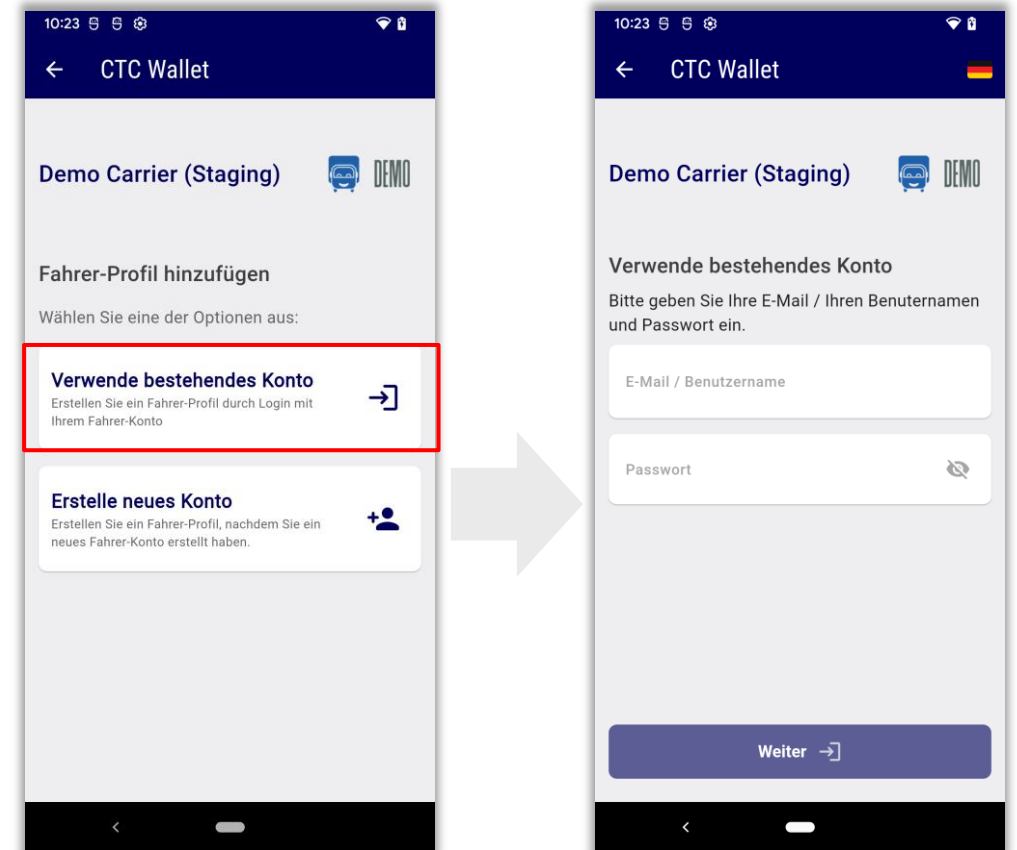 10:23
CTC Wallet
Demo Carrier (Staging)
DEMO
Fahrer-Profil hinzufügen
Wählen Sie eine der Optionen aus:
Verwende bestehendes Konto
Erstellen Sie ein Fahrer-Profil durch Login mit
Ihrem Fahrer-Konto
Erstelle neues Konto
Erstellen Sie ein Fahrer-Profil, nachdem Sie ein
neues Fahrer-Konto erstellt haben.
10:23
CTC Wallet
Demo Carrier (Staging)
DEMO
Verwende bestehendes Konto
Bitte geben Sie Ihre E-Mail / Ihren Benuternamen
und Passwort ein.
E-Mail / Benutzername
Passwort
Weiter